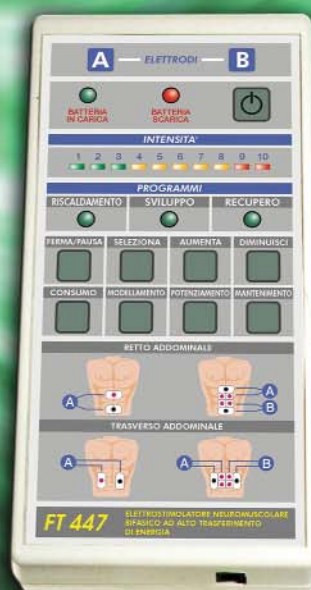 A ELETTRODI B
BATTERIA IN CARICA
BATTERIA SCARICA
INTENSITA'
1 2 3 4 5 6 7 8 9 10
PROGRAMMI
RISCALDAMENTO SVILUPPO RECUPERO
FERMA/PAUSA SELEZIONA AUMENTA DIMINUISCI
CONSUMO MODELLAMENTO POTENZIAMENTO MANTENIMENTO
RETTO ADDOMINALE
A A
B
TRASVERSO ADDOMINALE
A A B
FT 447
ELETTROSTIMOLATORE NEUROMUSCOLARE
BIFASICO AD ALTO TRASFERIMENTO
DI ENERGIA